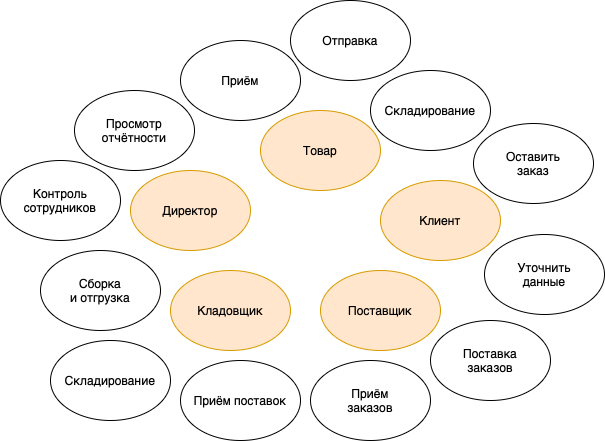 Отправка
Приём
Складирование
Просмотр
отчётности
Товар
Оставить
заказ
Контроль
сотрудников
Директор
Клиент
Уточнить
данные
Сборка
и отгрузка
Кладовщик
Поставщик
Поставка
заказов
Складирование
Приём поставок
Приём
заказов